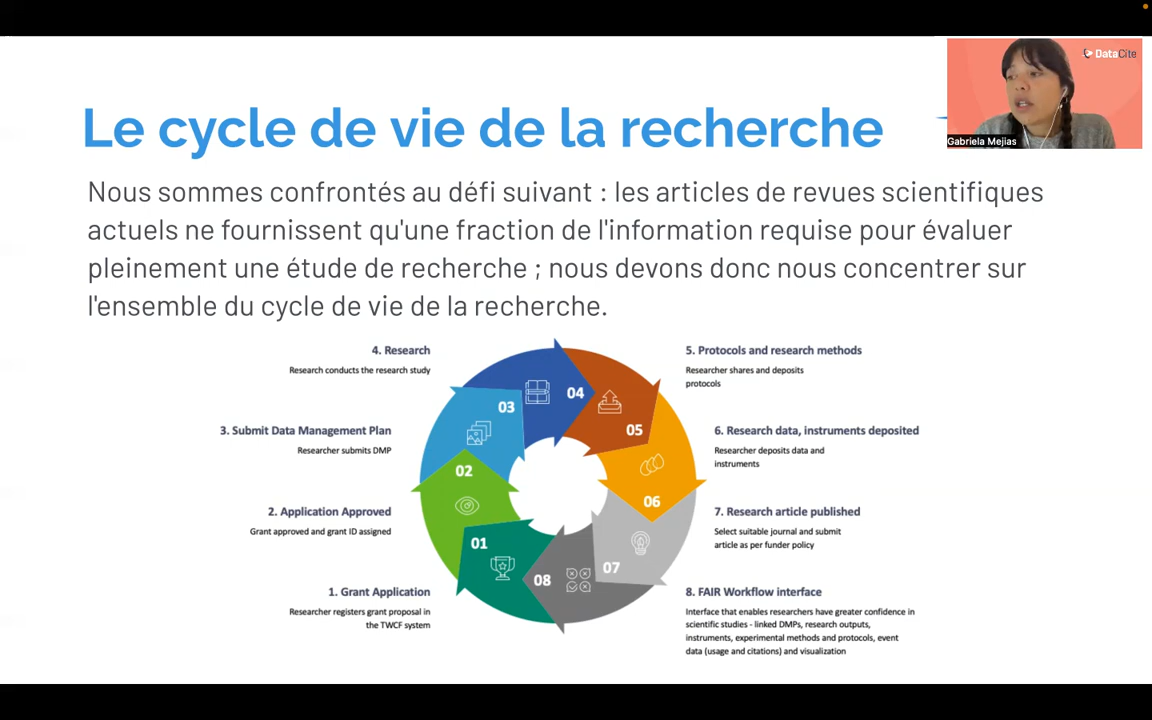 DataCite
Gabriela Mejias
Le cycle de vie de la recherche
Nous sommes confrontés au défi suivant : les articles de revues scientifiques
actuels ne fournissent qu'une fraction de l'information requise pour évaluer
pleinement une étude de recherche ; nous devons donc nous concentrer sur
l'ensemble du cycle de vie de la recherche.
4. Research
Research conducts the research study
3. Submit Data Management Plan
Researcher submits DMP
2. Application Approved
Grant approved and grant ID assigned
1. Grant Application
Researcher registers grant proposal in
the TWCF system
04
03
02
01
05
06
07
08
5. Protocols and research methods
Researcher shares and deposits
protocols
6. Research data, instruments deposited
Researcher deposits data and
instruments
7. Research article published
Select suitable journal and submit
article as per funder policy
8. FAIR Workflow interface
Interface that enables researchers have greater confidence in
scientific studies - linked DMPs, research outputs,
instruments, experimental methods and protocols, event
data (usage and citations) and visualization